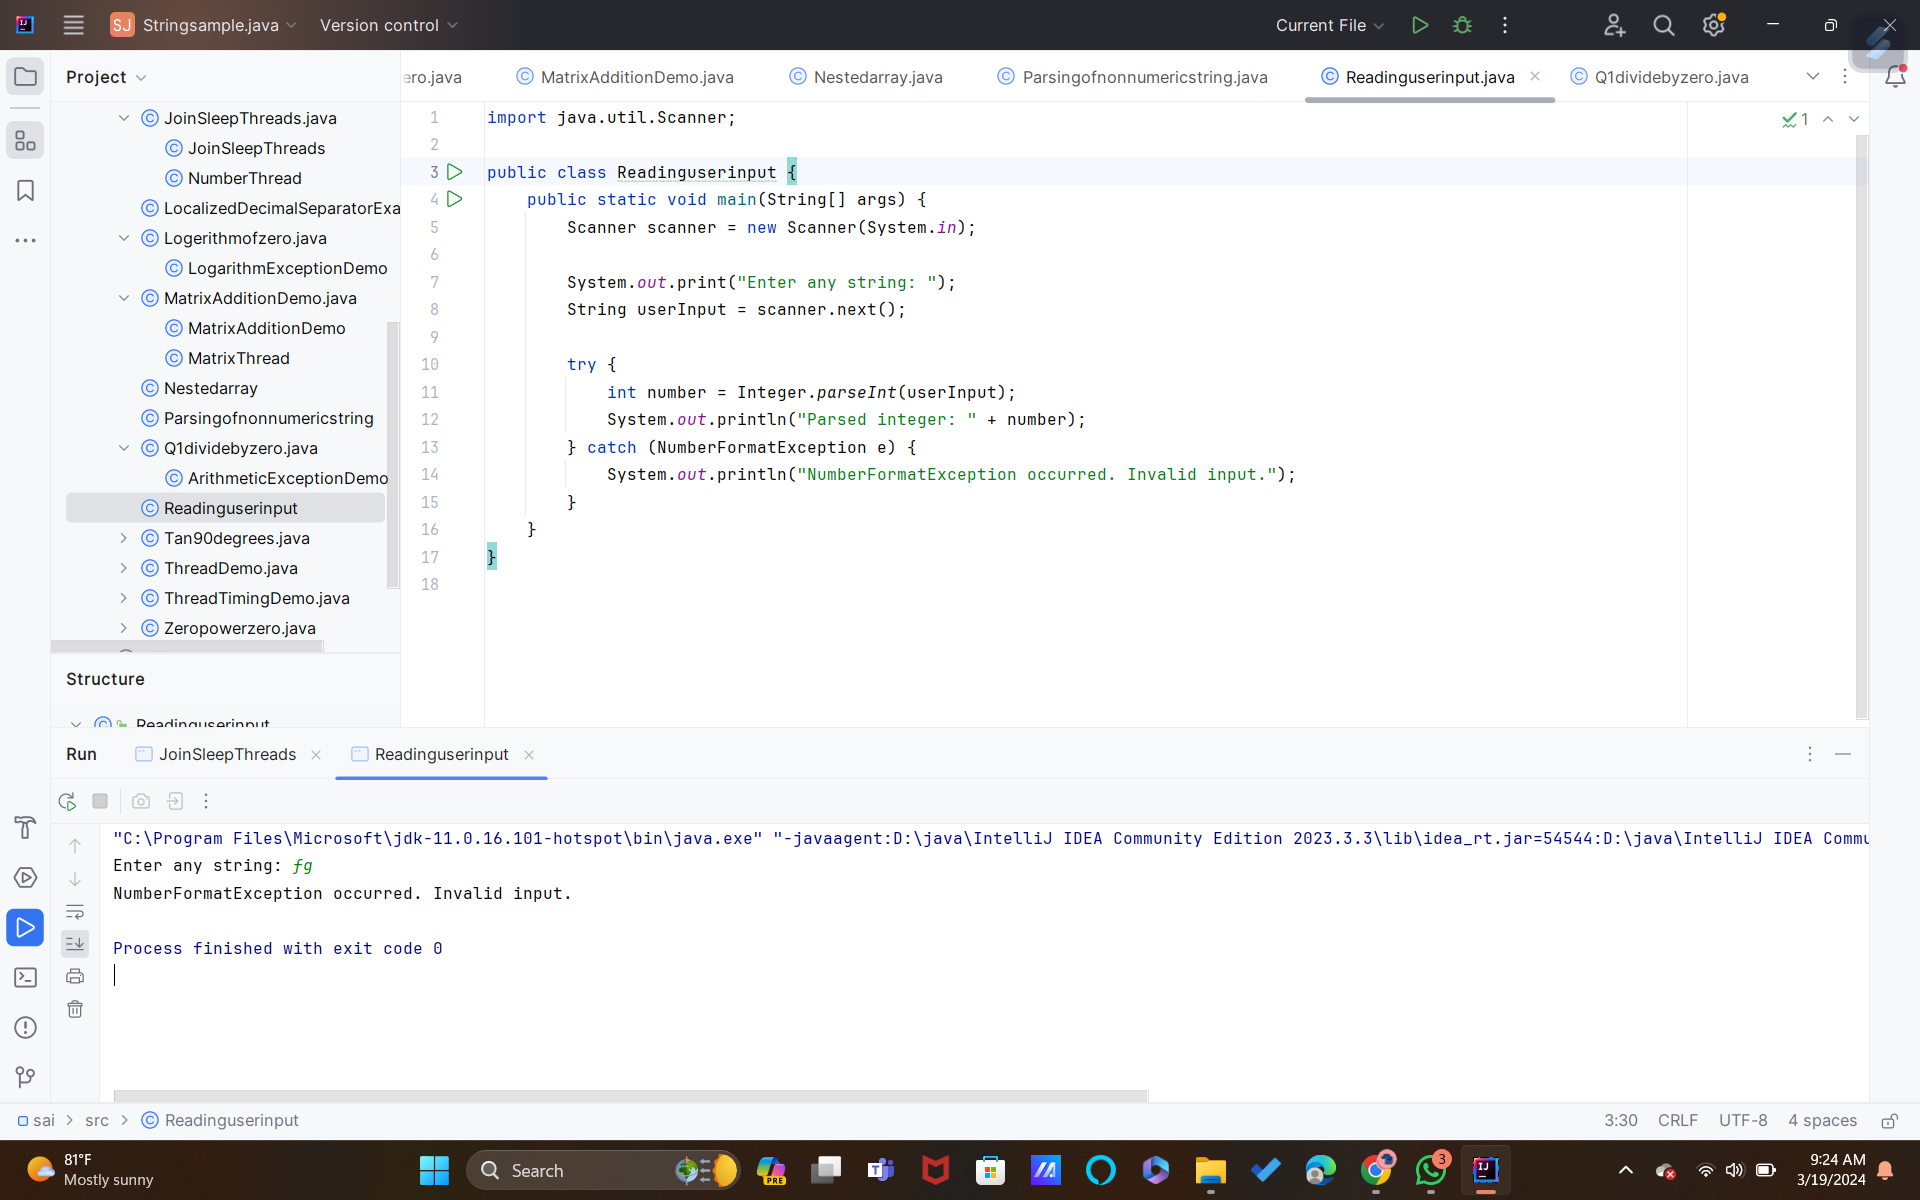 SJ Stringsample.java Version control Current File
Project
JoinSleepThreads.java
JoinSleepThreads
NumberThread
LocalizedDecimalSeparatorExa
Logerithmofzero.java
LogarithmExceptionDemo
MatrixAdditionDemo.java
MatrixAdditionDemo
MatrixThread
Nestedarray
Parsingofnonnumericstring
Q1dividebyzero.java
ArithmeticExceptionDemo
Readinguserinput
Tan90degrees.java
ThreadDemo.java
ThreadTimingDemo.java
Zeropowerzero.java
Structure
Readinguserinput
ero.java MatrixAdditionDemo.java Nestedarray.java Parsingofnonnumericstring.java Readinguserinput.java Q1dividebyzero.java
1 import java.util.Scanner; 1
2
3 public class Readinguserinput {
4 public static void main(String[] args) {
5 Scanner scanner = new Scanner(System.in);
6
7 System.out.print("Enter any string: ");
8 String userInput = scanner.next();
9
10 try {
11 int number = Integer.parseInt(userInput);
12 System.out.println("Parsed integer: " + number);
13 } catch (NumberFormatException e) {
14 System.out.println("NumberFormatException occurred. Invalid input.");
15 }
16 }
17 }
18
Run JoinSleepThreads Readinguserinput
"C:\Program Files\Microsoft\jdk-11.0.16.101-hotspot\bin\java.exe" "-javaagent:D:\java\IntelliJ IDEA Community Edition 2023.3.3\lib\idea_rt.jar=54544:D:\java\IntelliJ IDEA Commu
Enter any string: fg
NumberFormatException occurred. Invalid input.
Process finished with exit code 0
sai > src > Readinguserinput 3:30 CRLF UTF-8 4 spaces
81°F
Mostly sunny
Search
PRE
3
9:24 AM
3/19/2024